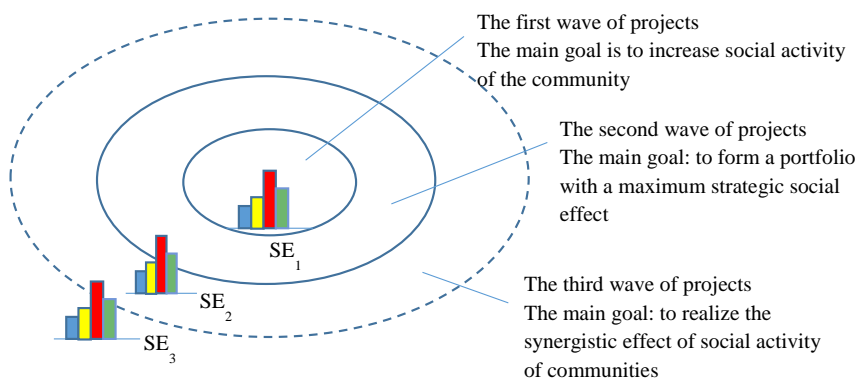 The first wave of projects
The main goal is to increase social activity
of the community
The second wave of projects
The main goal: to form a portfolio
with a maximum strategic social
effect
SE1
The third wave of projects
The main goal: to realize the
synergistic effect of social activity
of communities
SE2
SE3